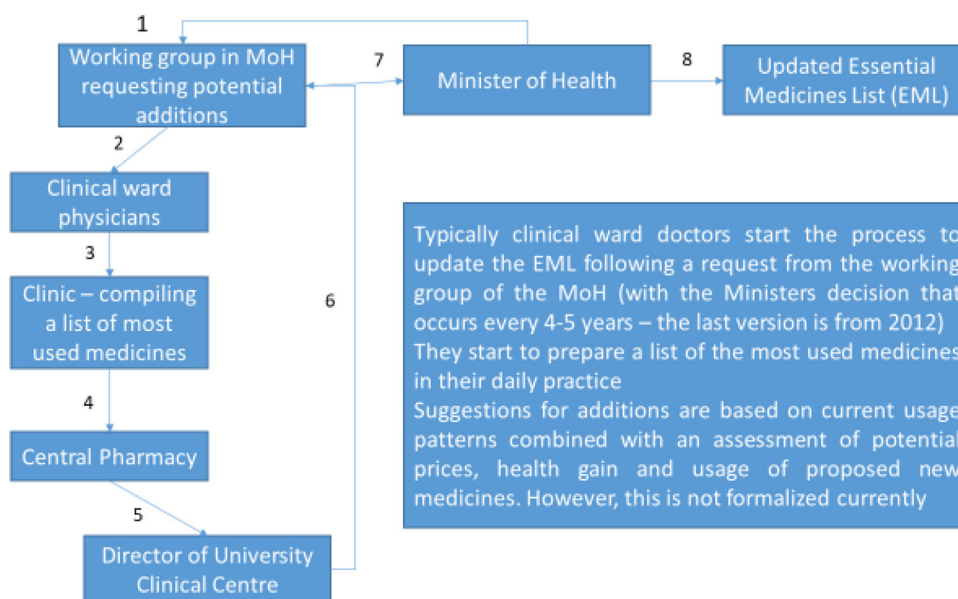 1
Working group in MoH
requesting potential
additions
7
Minister of Health
8
Updated Essential
Medicines List (EML)
2
Clinical ward
physicians
3
Clinic – compiling
a list of most
used medicines
6
4
Central Pharmacy
5
Director of University
Clinical Centre
Typically clinical ward doctors start the process to
update the EML following a request from the working
group of the MoH (with the Ministers decision that
occurs every 4-5 years – the last version is from 2012)
They start to prepare a list of the most used medicines
in their daily practice
Suggestions for additions are based on current usage
patterns combined with an assessment of potential
prices, health gain and usage of proposed new
medicines. However, this is not formalized currently